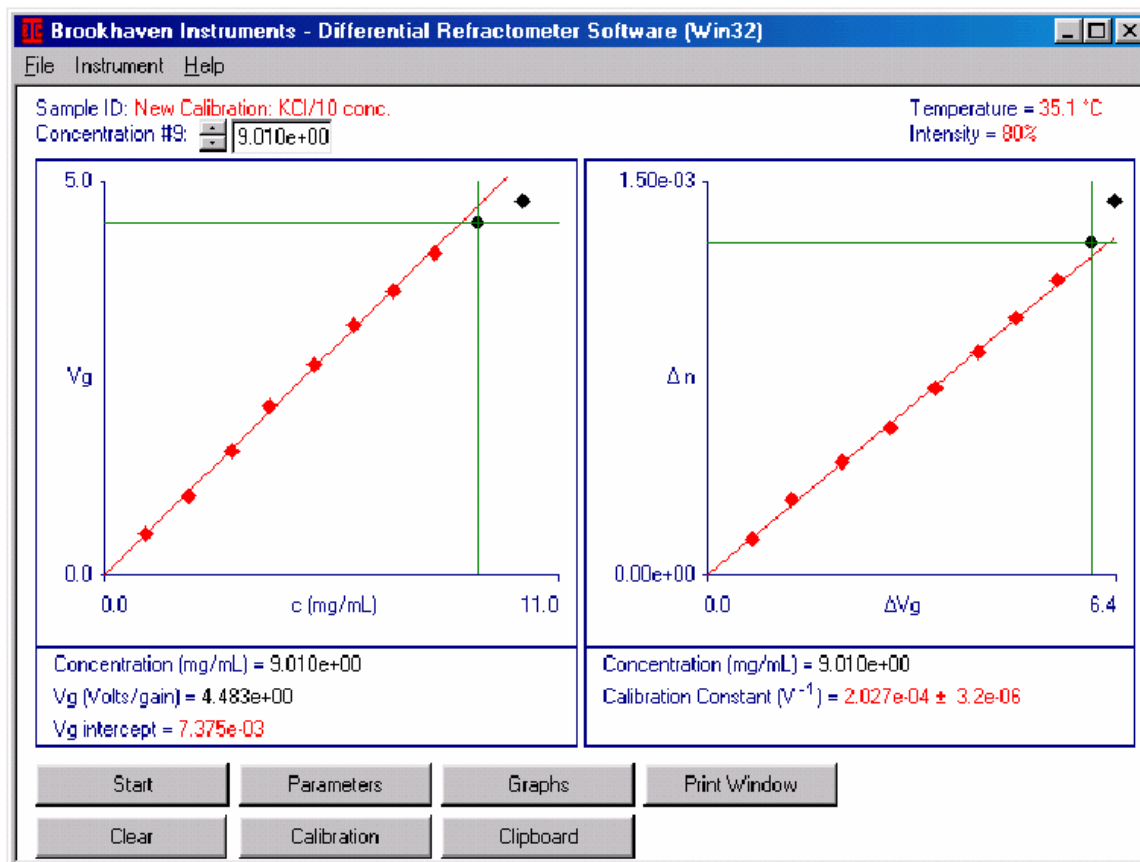 Brookhaven Instruments - Differential Refractometer Software (Win32)
File Instrument Help
Sample ID: New Calibration: KCl/10 conc.
Temperature = 35.1 °C
Concentration #9: 9.010e+00
Intensity = 80%
5.0
Vg
0.0
0.0 c (mg/mL) 11.0
1.50e-03
Δn
0.00e+00
0.0 ΔVg 6.4
Concentration (mg/mL) = 9.010e+00
Vg (Volts/gain) = 4.483e+00
Vg intercept = 7.375e-03
Concentration (mg/mL) = 9.010e+00
Calibration Constant (V⁻¹) = 2.027e-04 ± 3.2e-06
Start Parameters Graphs Print Window
Clear Calibration Clipboard